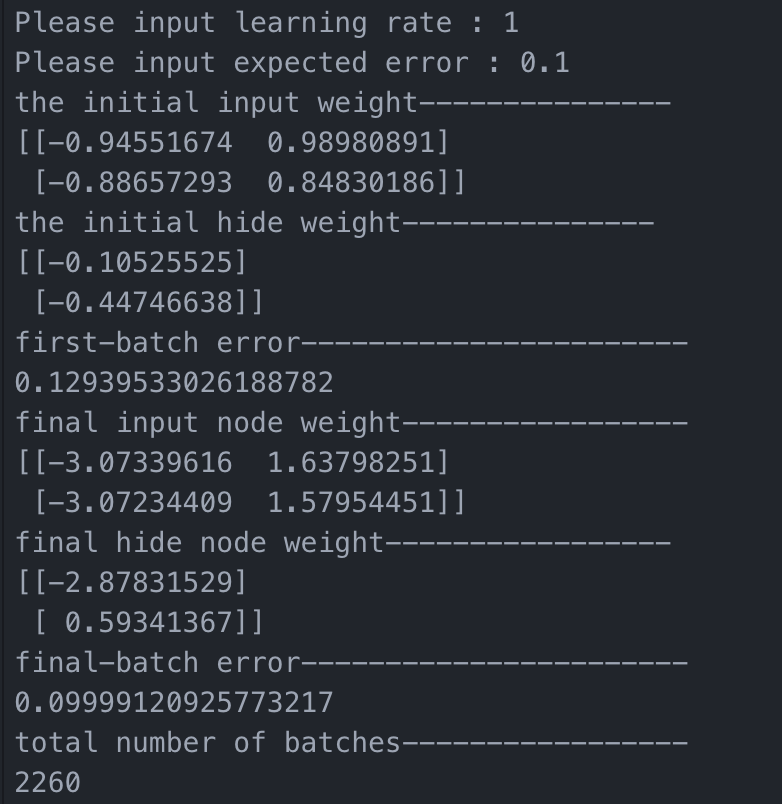 Please input learning rate : 1
Please input expected error : 0.1
the initial input weight---------------
[[-0.94551674  0.98980891]
 [-0.88657293  0.84830186]]
the initial hide weight---------------
[[-0.10525525]
 [-0.44746638]]
first-batch error-----------------------
0.12939533026188782
final input node weight-----------------
[[-3.07339616  1.63798251]
 [-3.07234409  1.57954451]]
final hide node weight-----------------
[[-2.87831529]
 [ 0.59341367]]
final-batch error-----------------------
0.09999120925773217
total number of batches-----------------
2260